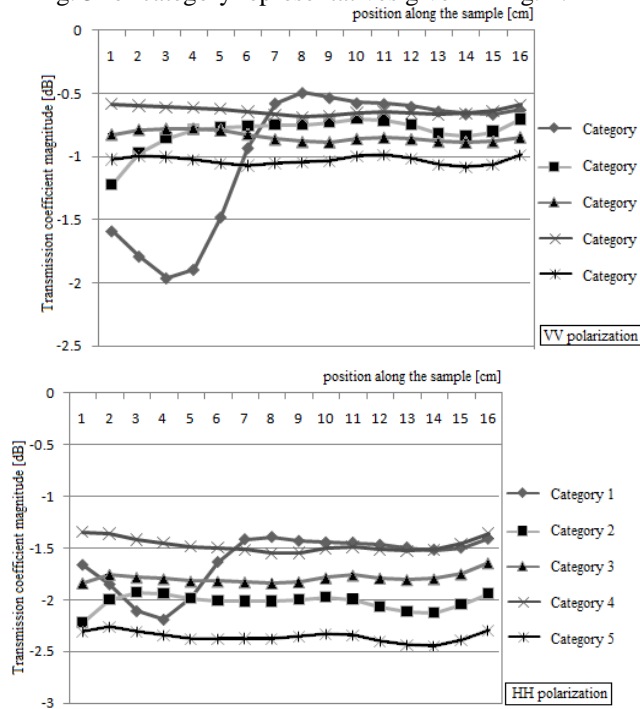 position along the sample [cm]
0
1 2 3 4 5 6 7 8 9 10 11 12 13 14 15 16
-0.5
-1
-1.5
-2
-2.5
Transmission coefficient magnitude [dB]
Category
Category
Category
Category
Category
VV polarization
position along the sample [cm]
0
1 2 3 4 5 6 7 8 9 10 11 12 13 14 15 16
-0.5
-1
-1.5
-2
-2.5
-3
Transmission coefficient magnitude [dB]
Category 1
Category 2
Category 3
Category 4
Category 5
HH polarization